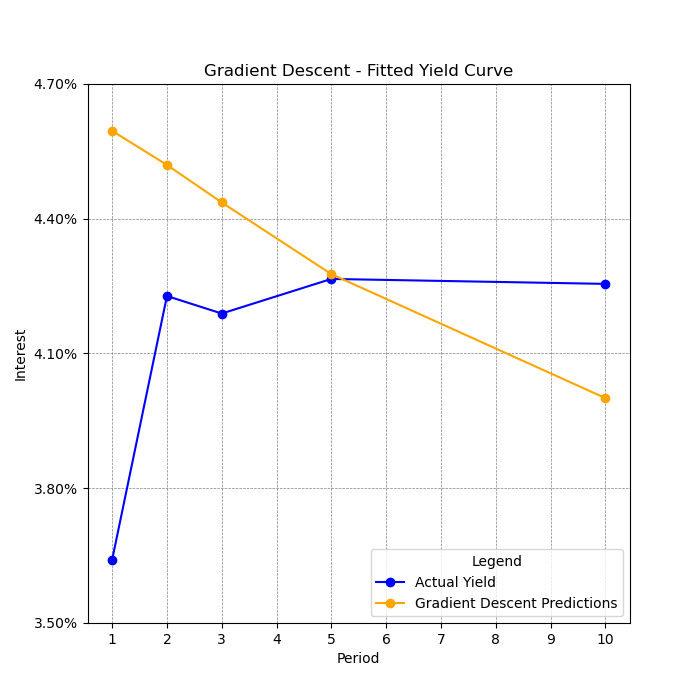 Gradient Descent - Fitted Yield Curve
4.70%
4.40%
4.10%
3.80%
3.50%
Interest
1 2 3 4 5 6 7 8 9 10
Period
Legend
Actual Yield
Gradient Descent Predictions